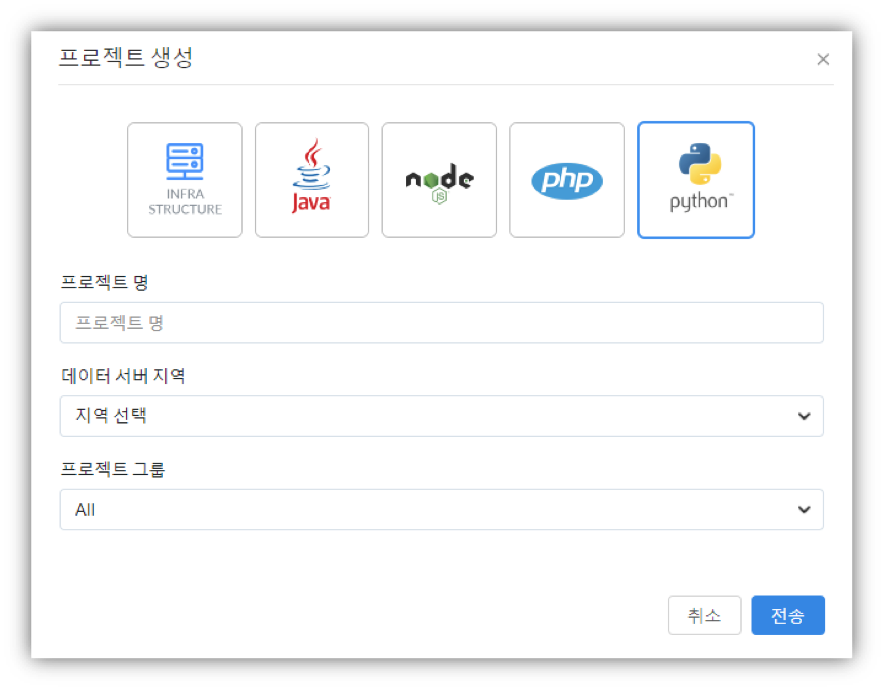 프로젝트 생성
×
INFRA
STRUCTURE
Java
node
JS
php
python™
프로젝트 명
프로젝트 명
데이터 서버 지역
지역 선택
프로젝트 그룹
All
취소
전송